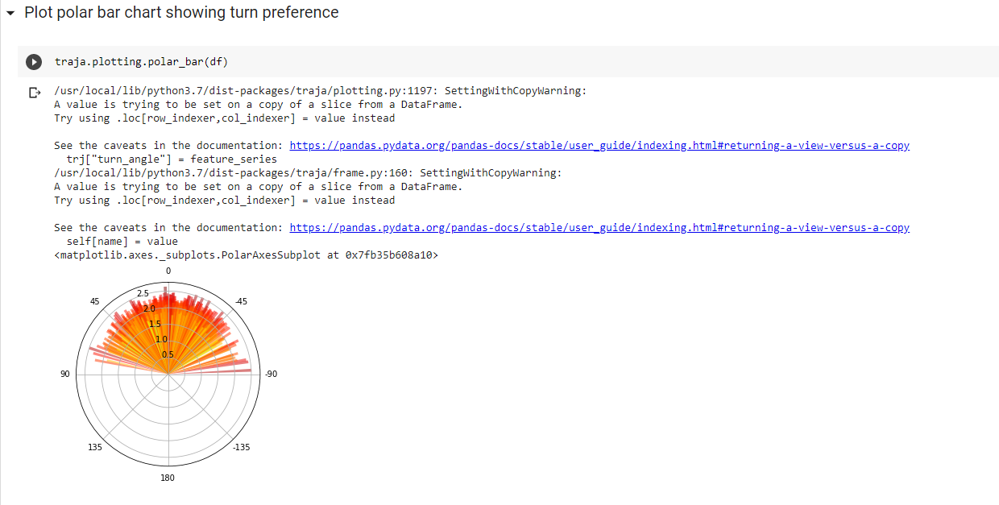 Plot polar bar chart showing turn preference
traja.plotting.polar_bar(df)
/usr/local/lib/python3.7/dist-packages/traja/plotting.py:1197: SettingWithCopyWarning:
A value is trying to be set on a copy of a slice from a DataFrame.
Try using .loc[row_indexer,col_indexer] = value instead
See the caveats in the documentation: https://pandas.pydata.org/pandas-docs/stable/user_guide/indexing.html#returning-a-view-versus-a-copy
trj["turn_angle"] = feature_series
/usr/local/lib/python3.7/dist-packages/traja/frame.py:160: SettingWithCopyWarning:
A value is trying to be set on a copy of a slice from a DataFrame.
Try using .loc[row_indexer,col_indexer] = value instead
See the caveats in the documentation: https://pandas.pydata.org/pandas-docs/stable/user_guide/indexing.html#returning-a-view-versus-a-copy
self[name] = value
<matplotlib.axes._subplots.PolarAxesSubplot at 0x7fb35b608a10>
0
2.5
45
-45
2.0
1.5
1.0
0.5
90
-90
135
-135
180